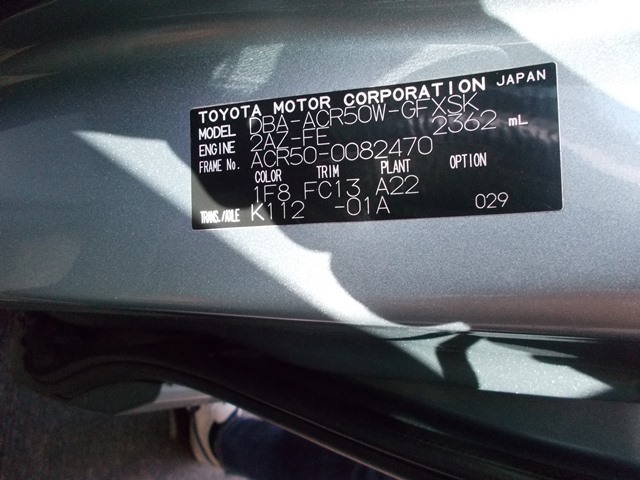 TOYOTA MOTOR CORPORATION JAPAN
MODEL DBA-ACR50W-GFXSK
ENGINE 2AZ-FE 2362 mL
FRAME No. ACR50-0082470
COLOR TRIM PLANT OPTION
1F8 FC13 A22
TRANS./AXLE K112 -01A 029